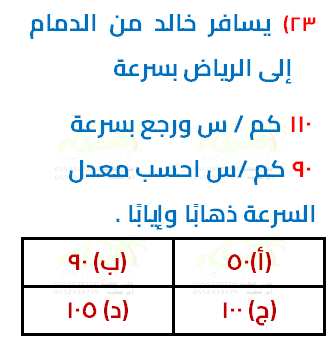 ٢٣) يسافر خالد من الدمام
إلى الرياض بسرعة
١١٠ كم / س ورجع بسرعة
٩٠ كم /س احسب معدل
السرعة ذهابًا وإيابًا .
(أ) ٥٠ (ب) ٩٠
(ج) ١٠٠ (د) ١٠٥